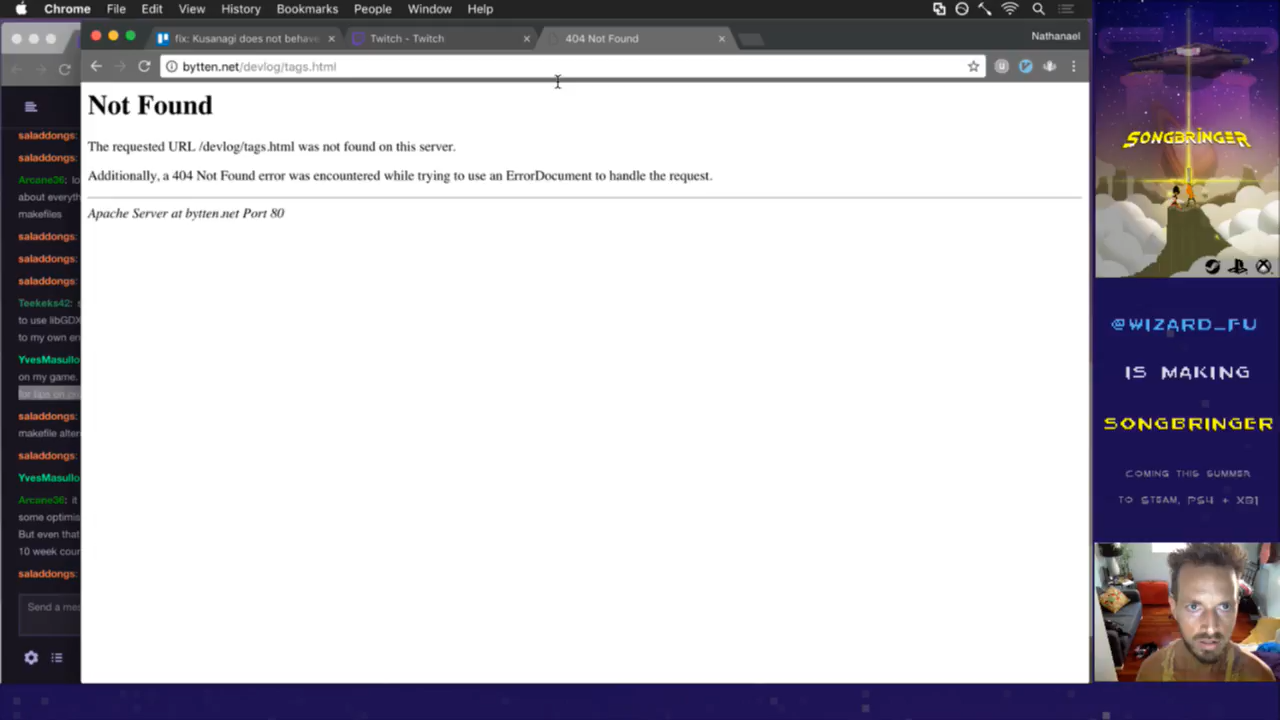 Chrome File Edit View History Bookmarks People Window Help
fix: Kusanagi does not behave
Twitch - Twitch
404 Not Found
Nathanael
bytten.net/devlog/tags.html
Not Found
The requested URL /devlog/tags.html was not found on this server.
Additionally, a 404 Not Found error was encountered while trying to use an ErrorDocument to handle the request.
Apache Server at bytten.net Port 80
saladdongs:
saladdongs:
Arcane36: lo
about everyth
makefiles
saladdongs:
saladdongs:
saladdongs:
Teekeks42:
to use libGDX
to my own en
YvesMasullo
on my game.
for tips on
saladdongs:
makefile alter
saladdongs:
YvesMasullo
Arcane36: it
some optimis
But even that
10 week cour
saladdongs:
Send a mes
SONGBRINGER
@WIZARD_FU
IS MAKING
SONGBRINGER
COMING THIS SUMMER
TO STEAM, PS4 + XB1